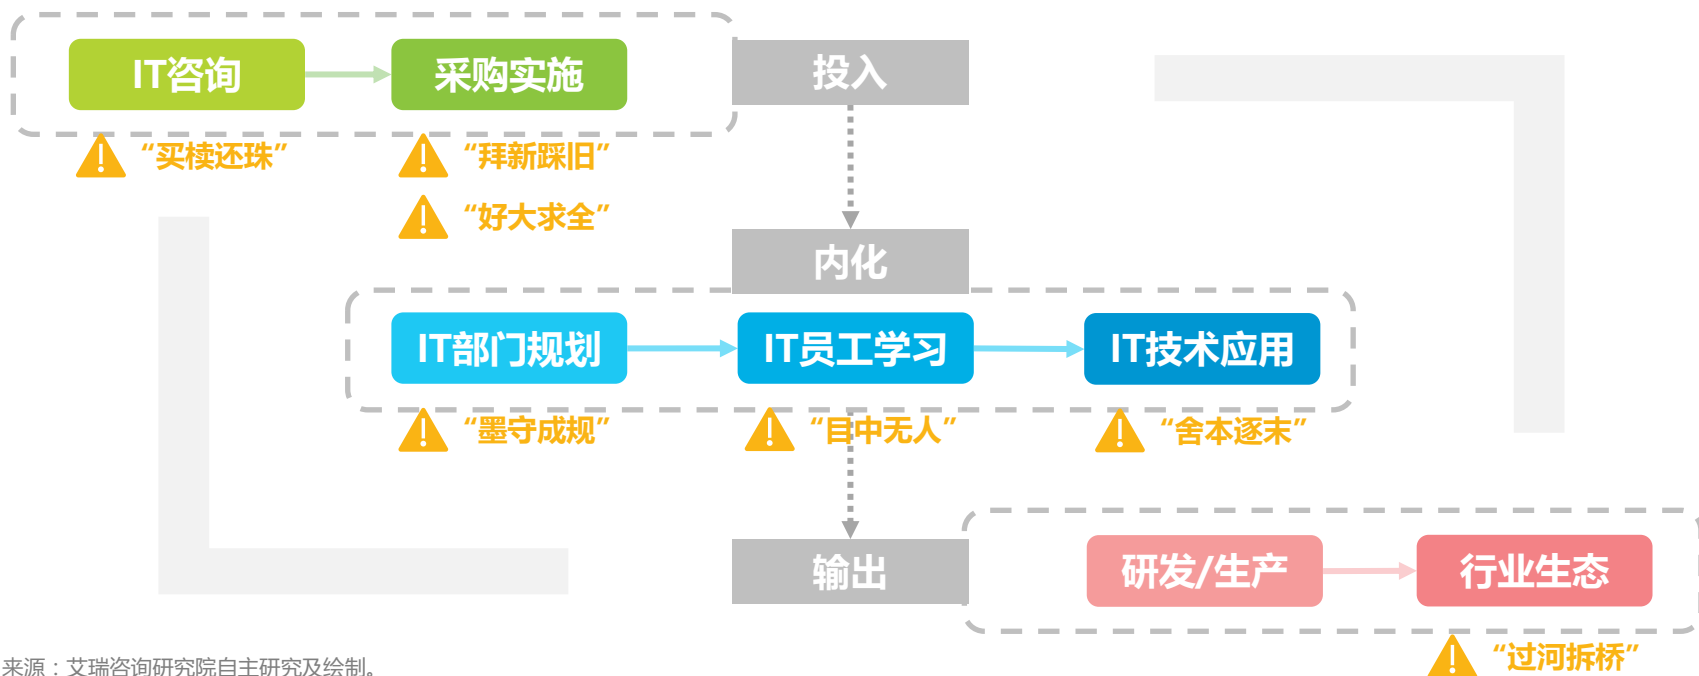 IT咨询
采购实施
投入
“买椟还珠”
“拜新踩旧”
“好大求全”
内化
IT部门规划
IT员工学习
IT技术应用
“墨守成规”
“目中无人”
“舍本逐末”
输出
研发/生产
行业生态
“过河拆桥”
来源：艾瑞咨询研究院自主研究及绘制。